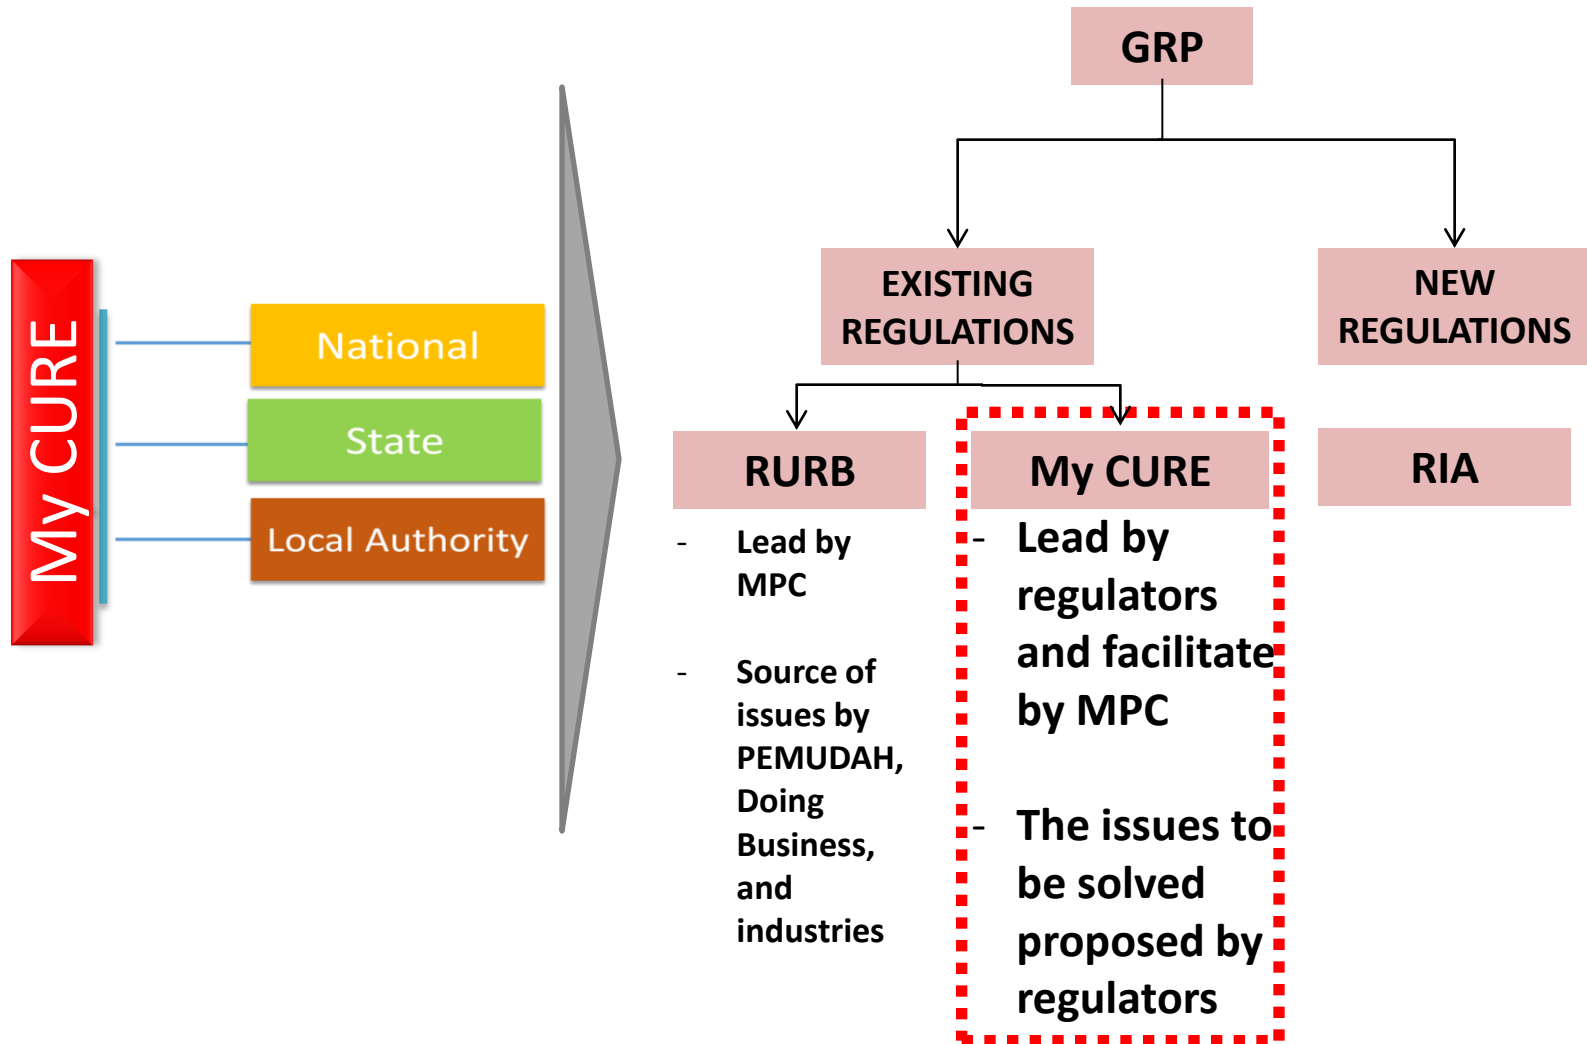 My CURE
National
State
Local Authority
GRP
EXISTING
REGULATIONS
NEW
REGULATIONS
RURB
- Lead by
MPC
- Source of
issues by
PEMUDAH,
Doing
Business,
and
industries
My CURE
- Lead by
regulators
and facilitate
by MPC
- The issues to
be solved
proposed by
regulators
RIA